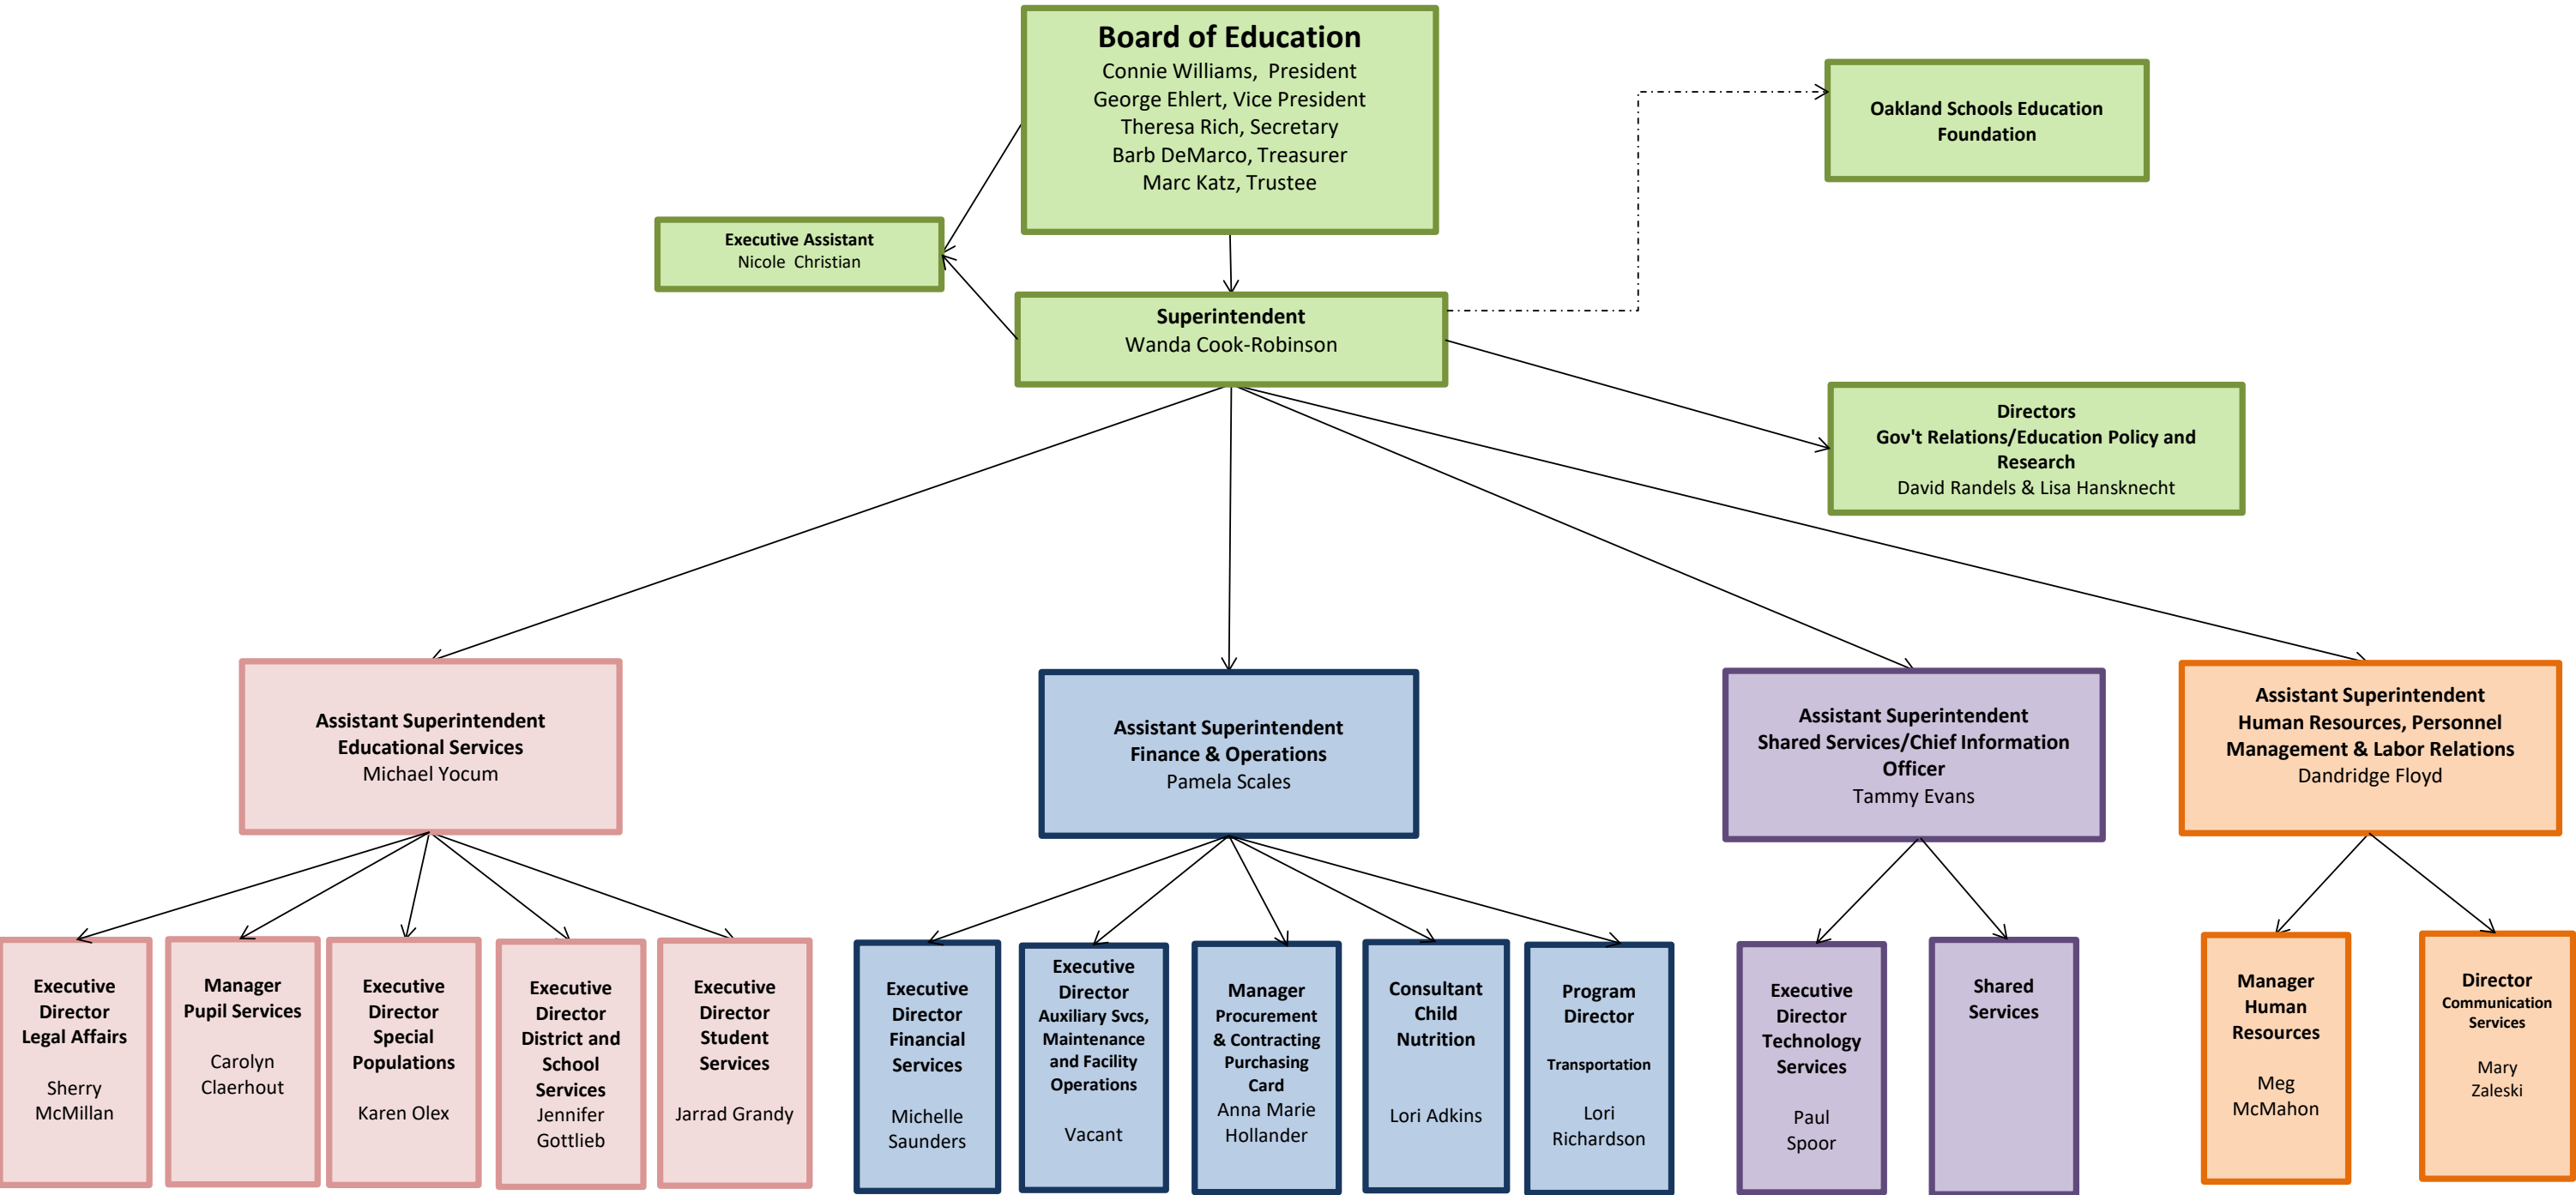 Board of Education
Connie Williams, President
George Ehlert, Vice President
Theresa Rich, Secretary
Barb DeMarco, Treasurer
Marc Katz, Trustee
Oakland Schools Education
Foundation
Executive Assistant
Nicole Christian
Superintendent
Wanda Cook-Robinson
Directors
Gov't Relations/Education Policy and
Research
David Randels & Lisa Hansknecht
Assistant Superintendent
Educational Services
Michael Yocum
Assistant Superintendent
Finance & Operations
Pamela Scales
Assistant Superintendent
Shared Services/Chief Information
Officer
Tammy Evans
Assistant Superintendent
Human Resources, Personnel
Management & Labor Relations
Dandridge Floyd
Executive
Director
Legal Affairs
Sherry
McMillan
Manager
Pupil Services
Carolyn
Claerhout
Executive
Director
Special
Populations
Karen Olex
Executive
Director
District and
School
Services
Jennifer
Gottlieb
Executive
Director
Student
Services
Jarrad Grandy
Executive
Director
Financial
Services
Michelle
Saunders
Executive
Director
Auxiliary Svcs,
Maintenance
and Facility
Operations
Vacant
Manager
Procurement
& Contracting
Purchasing
Card
Anna Marie
Hollander
Consultant
Child
Nutrition
Lori Adkins
Program
Director
Transportation
Lori
Richardson
Executive
Director
Technology
Services
Paul
Spoor
Shared
Services
Manager
Human
Resources
Meg
McMahon
Director
Communication
Services
Mary
Zaleski